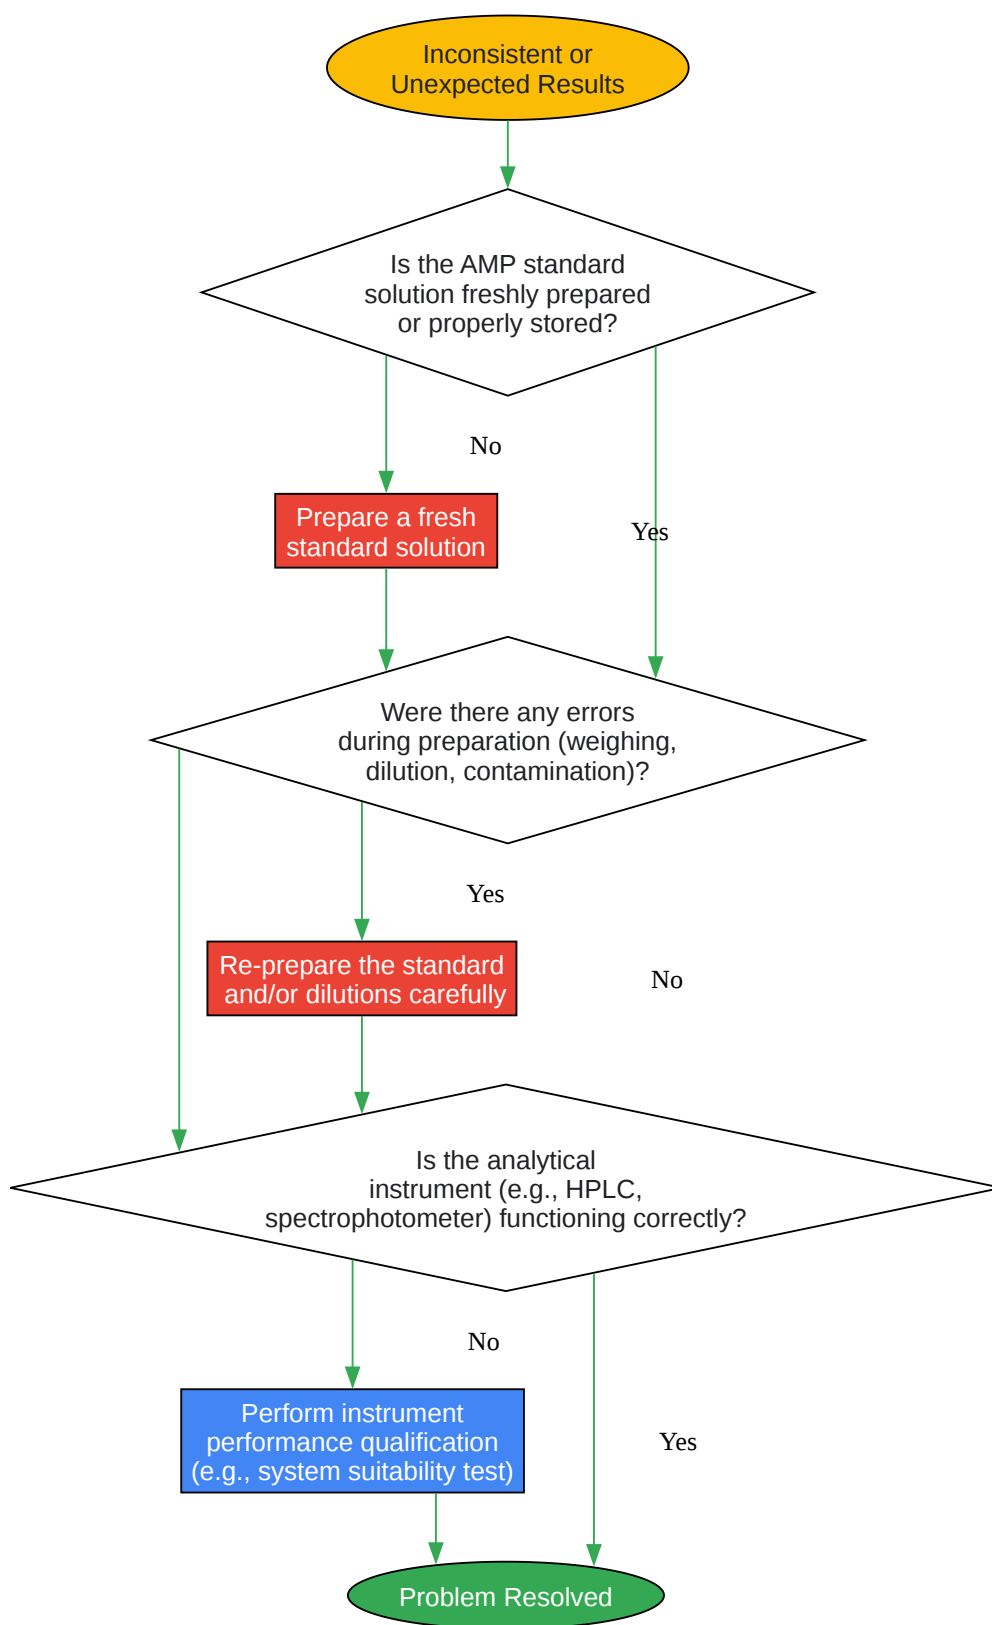 Inconsistent or
Unexpected Results
Is the AMP standard
solution freshly prepared
or properly stored?
No
Prepare a fresh
standard solution
Yes
Were there any errors
during preparation (weighing,
dilution, contamination)?
Yes
Re-prepare the standard
and/or dilutions carefully
No
Is the analytical
instrument (e.g., HPLC,
spectrophotometer) functioning correctly?
No
Perform instrument
performance qualification
(e.g., system suitability test)
Yes
Problem Resolved